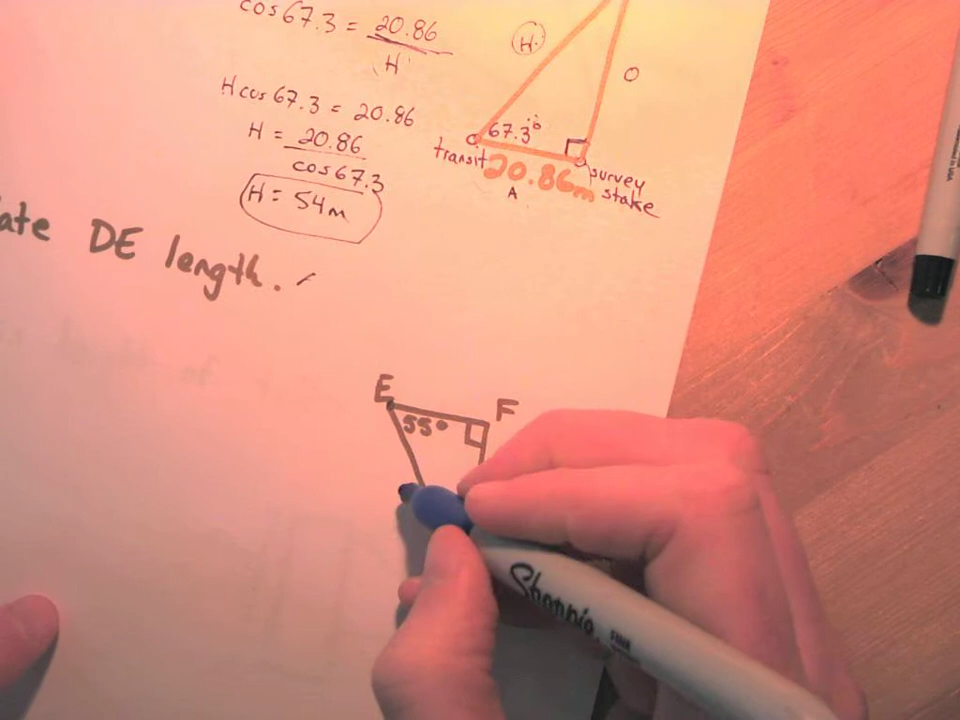 cos 67.3 = 20.86
H
H cos 67.3 = 20.86
H = 20.86
cos 67.3
H = 54m
H
O
67.3°
transit
20.86m
A
survey
stake
DE length.
E
F
55°
Sharpie